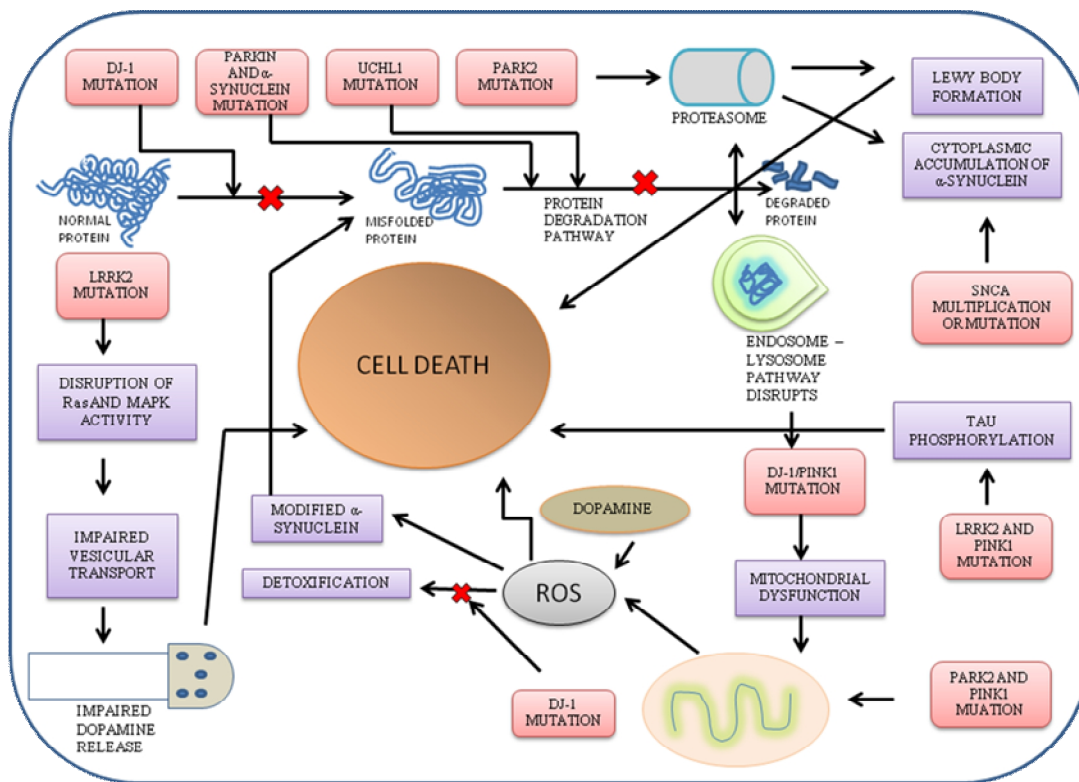 DJ-1
MUTATION
PARKIN
AND α-
SYNUCLEIN
MUTATION
UCHL1
MUTATION
PARK2
MUTATION
PROTEASOME
LEWY BODY
FORMATION
CYTOPLASMIC
ACCUMULATION OF
α-SYNUCLEIN
NORMAL
PROTEIN
MISFOLDED
PROTEIN
PROTEIN
DEGRADATION
PATHWAY
DEGRADED
PROTEIN
LRRK2
MUTATION
SNCA
MULTIPLICATION
OR MUTATION
CELL DEATH
ENDOSOME –
LYSOSOME
PATHWAY
DISRUPTS
DISRUPTION OF
Ras AND MAPK
ACTIVITY
TAU
PHOSPHORYLATION
DJ-1/PINK1
MUTATION
MODIFIED α-
SYNUCLEIN
DOPAMINE
IMPAIRED
VESICULAR
TRANSPORT
LRRK2 AND
PINK1
MUTATION
DETOXIFICATION
ROS
MITOCHONDRIAL
DYSFUNCTION
DJ-1
MUTATION
PARK2 AND
PINK1
MUATION
IMPAIRED
DOPAMINE
RELEASE